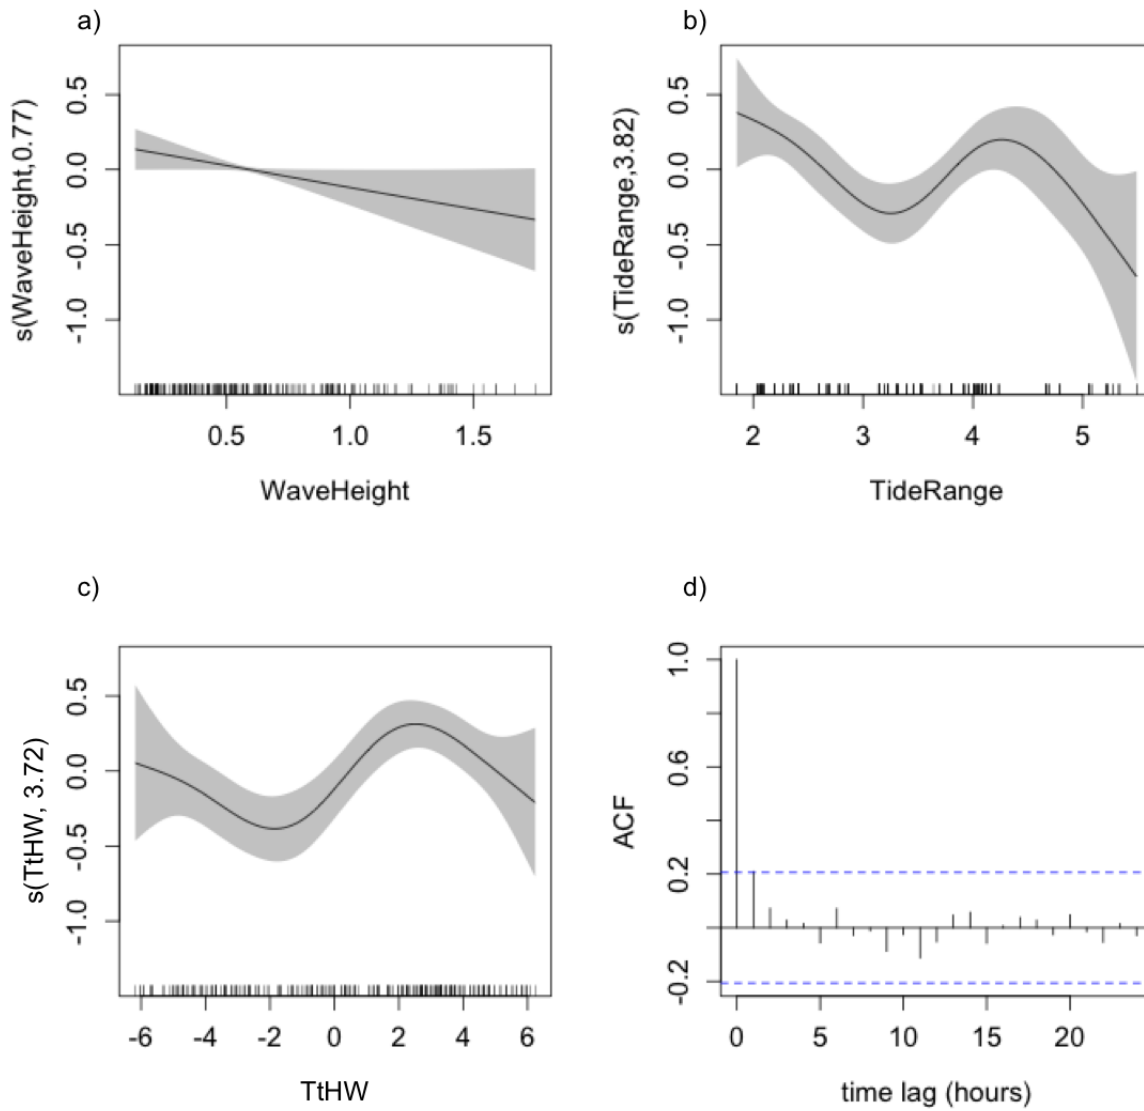 a)
s(WaveHeight,0.77)
0.5
0.0
-0.5
-1.0
0.5 1.0 1.5
WaveHeight
b)
s(TideRange,3.82)
0.5
0.0
-0.5
-1.0
2 3 4 5
TideRange
c)
s(TtHW, 3.72)
0.5
0.0
-0.5
-1.0
-6 -4 -2 0 2 4 6
TtHW
d)
ACF
1.0
0.6
0.2
-0.2
0 5 10 15 20
time lag (hours)